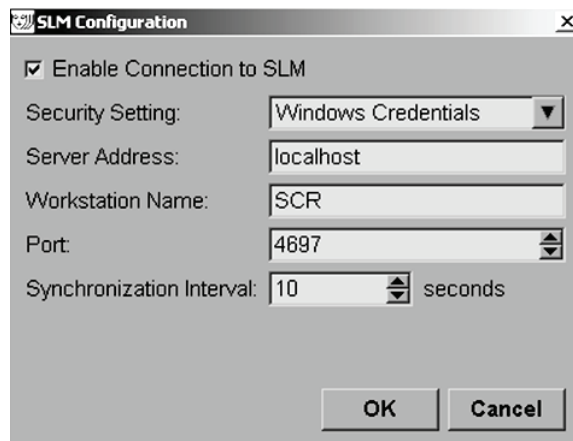 SLM Configuration
Enable Connection to SLM
Security Setting: Windows Credentials
Server Address: localhost
Workstation Name: SCR
Port: 4697
Synchronization Interval: 10 seconds
OK Cancel